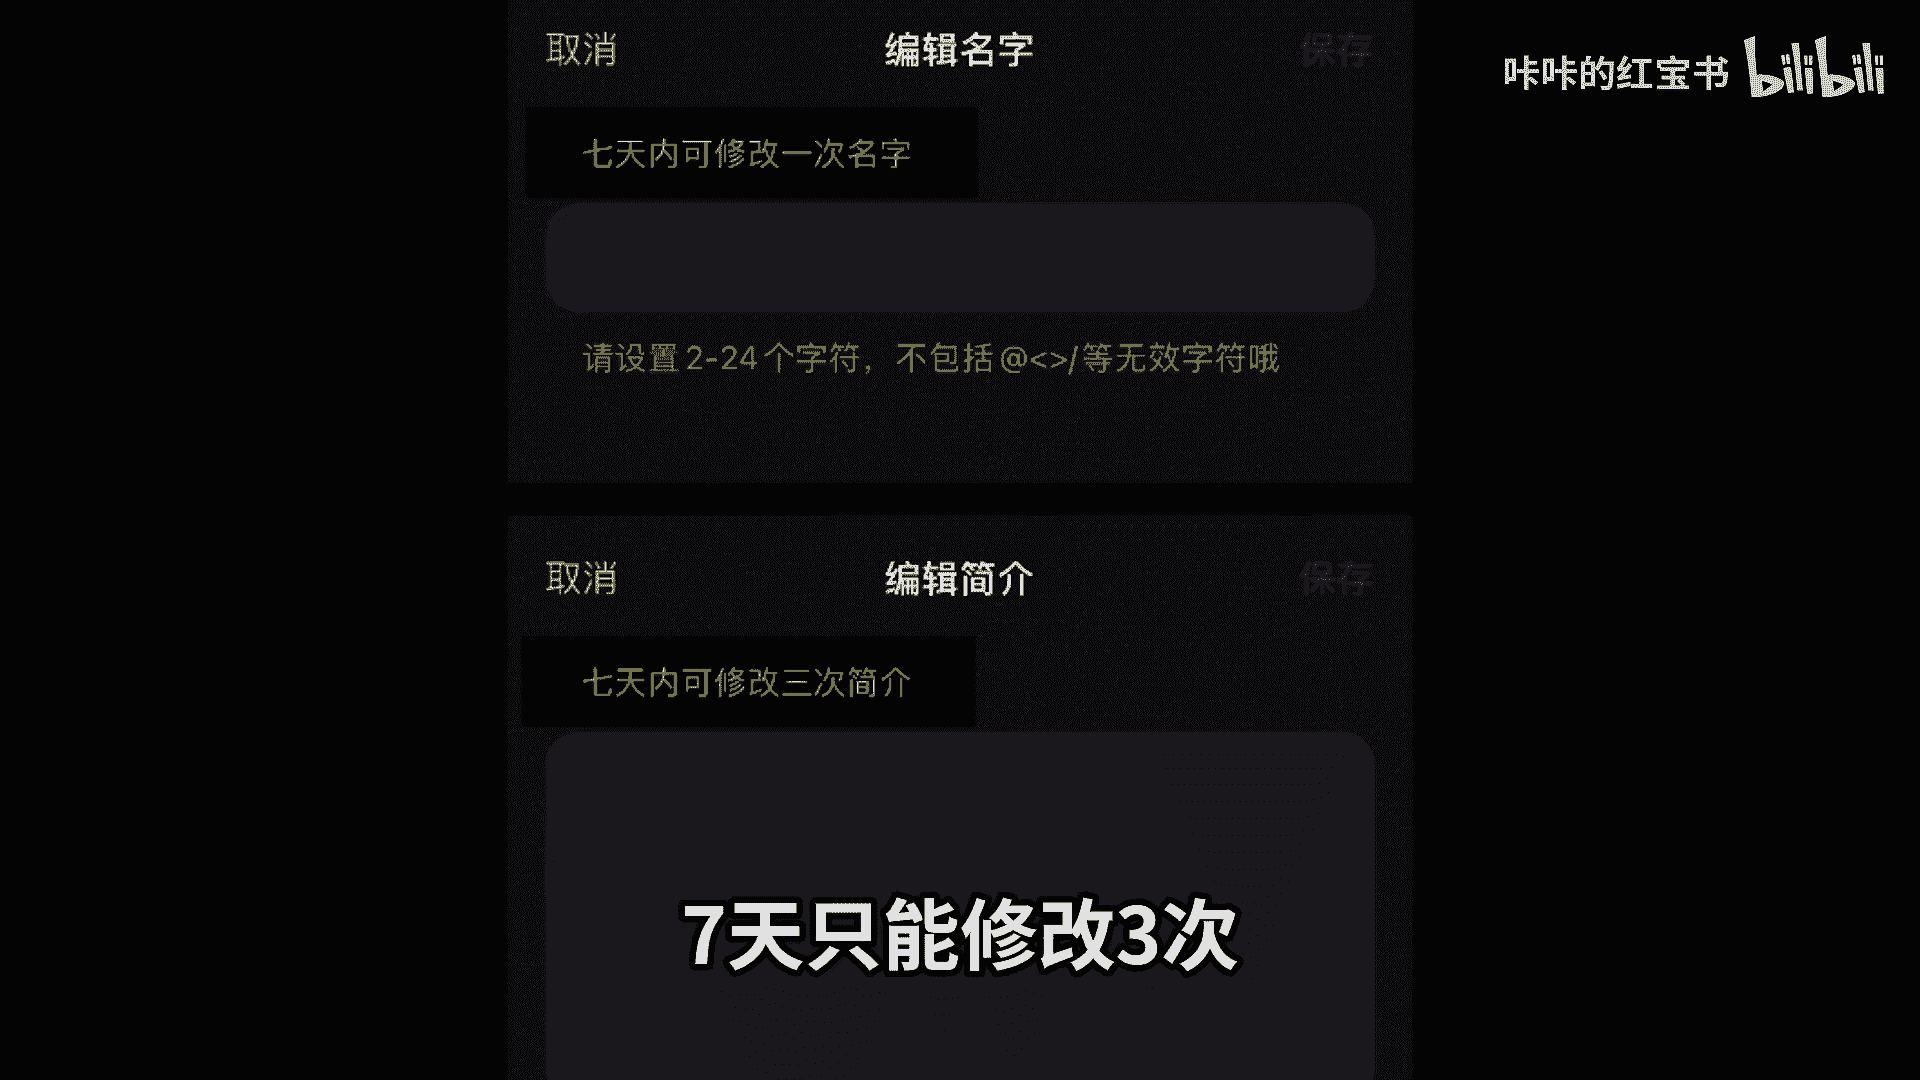 取消 编辑名字 保存
咔咔的红宝书 bilibili
七天内可修改一次名字
请设置2-24个字符，不包括@<>/等无效字符哦
取消 编辑简介 保存
七天内可修改三次简介
7天只能修改3次